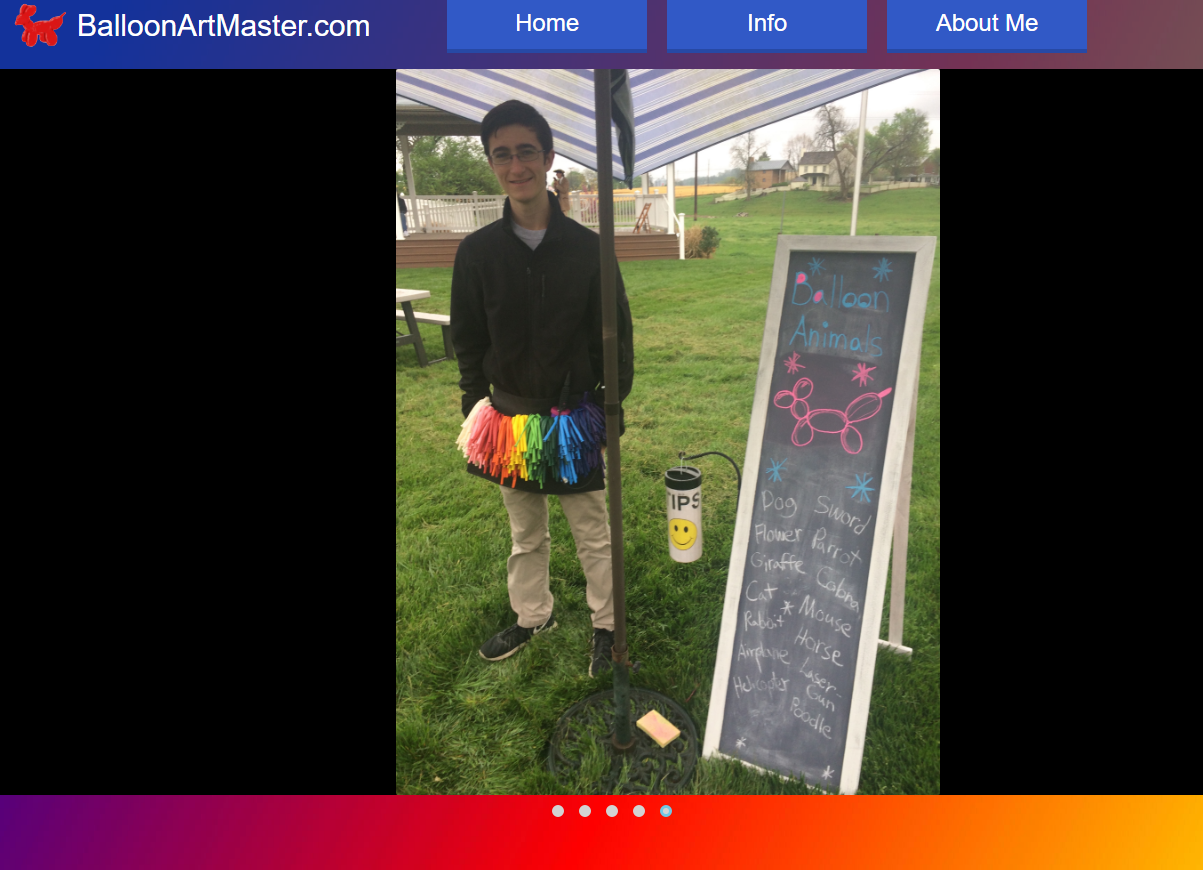 BalloonArtMaster.com
Home
Info
About Me
Balloon
Animals
Dog
Flower
Giraffe
Cat
Rabbit
Airplane
Helicopter
Sword
Parrot
Cobra
Mouse
Horse
Laser-
Gun
Poodle
TIPS